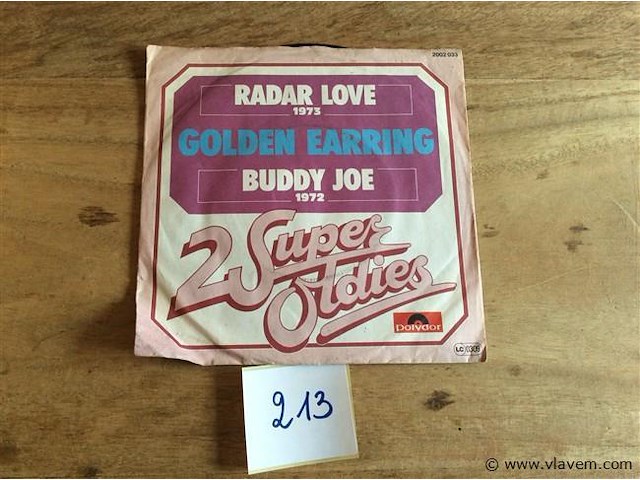 2002 033
RADAR LOVE
1973
GOLDEN EARRING
BUDDY JOE
1972
2 Super
Oldies
Polydor
LC 0309
213
© www.vlavem.com